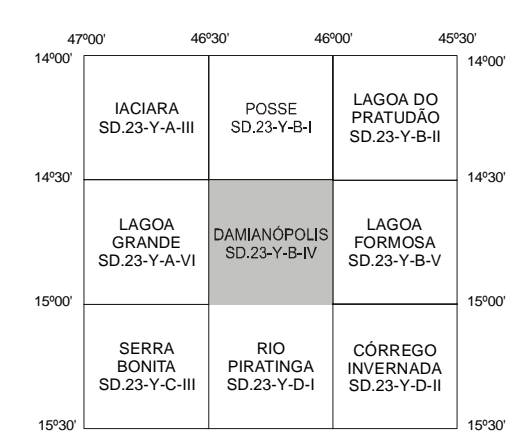 47º00' 46º30' 46º00' 45º30'
14º00' 14º00'
IACIARA
SD.23-Y-A-III
POSSE
SD.23-Y-B-I
LAGOA DO
PRATUDÃO
SD.23-Y-B-II
14º30' 14º30'
LAGOA
GRANDE
SD.23-Y-A-VI
DAMIANÓPOLIS
SD.23-Y-B-IV
LAGOA
FORMOSA
SD.23-Y-B-V
15º00' 15º00'
SERRA
BONITA
SD.23-Y-C-III
RIO
PIRATINGA
SD.23-Y-D-I
CÓRREGO
INVERNADA
SD.23-Y-D-II
15º30' 15º30'